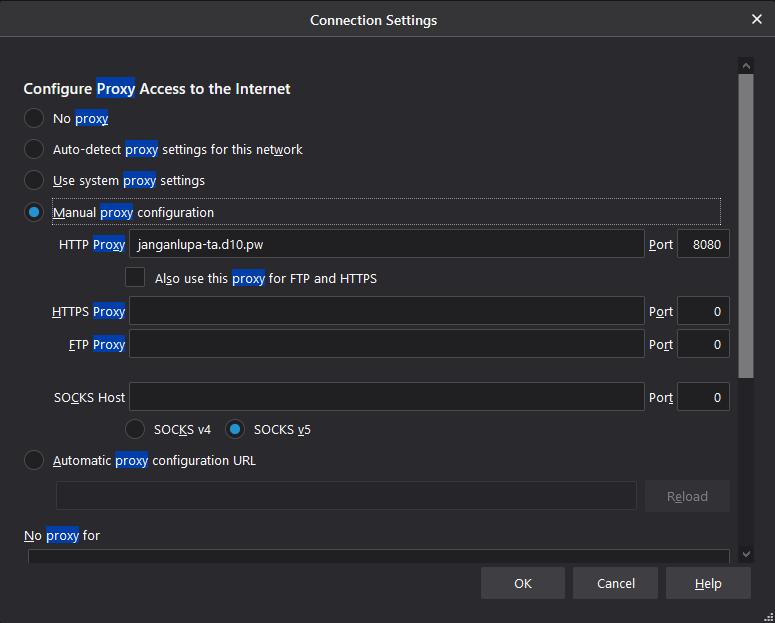 Connection Settings
Configure Proxy Access to the Internet
No proxy
Auto-detect proxy settings for this network
Use system proxy settings
Manual proxy configuration
HTTP Proxy janganlupa-ta.d10.pw Port 8080
Also use this proxy for FTP and HTTPS
HTTPS Proxy Port 0
FTP Proxy Port 0
SOCKS Host Port 0
SOCKS v4 SOCKS v5
Automatic proxy configuration URL
Reload
No proxy for
OK Cancel Help